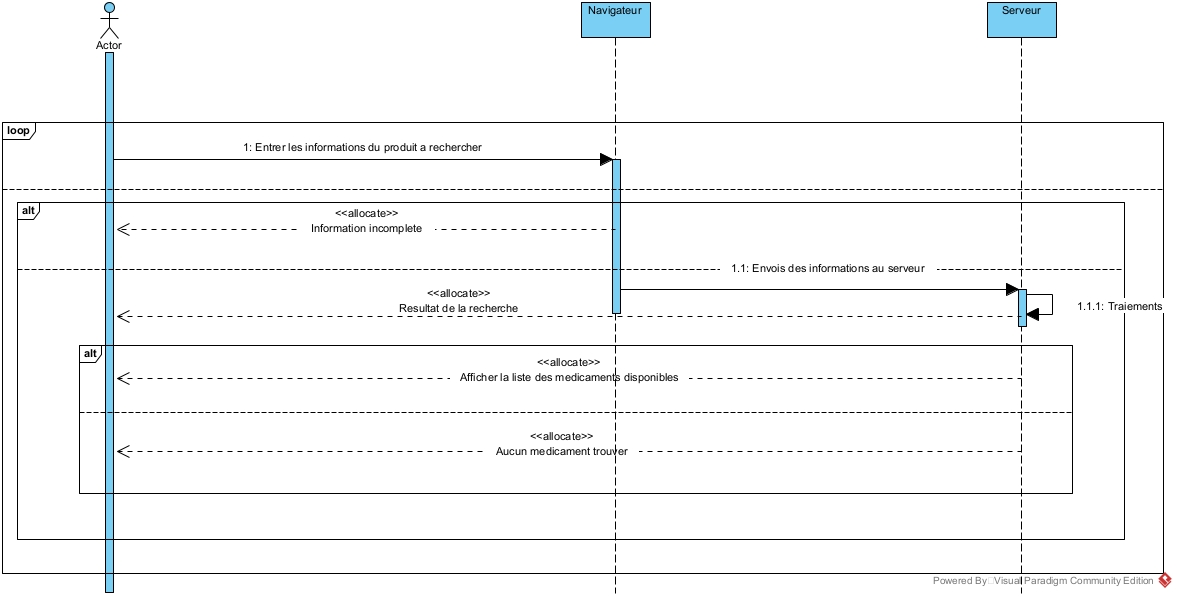 Navigateur
Serveur
Actor
loop
1: Entrer les informations du produit a rechercher
alt
<<allocate>>
Information incomplete
1.1: Envois des informations au serveur
<<allocate>>
Resultat de la recherche
1.1.1: Traiements
alt
<<allocate>>
Afficher la liste des medicaments disponibles
<<allocate>>
Aucun medicament trouver
Powered By Visual Paradigm Community Edition